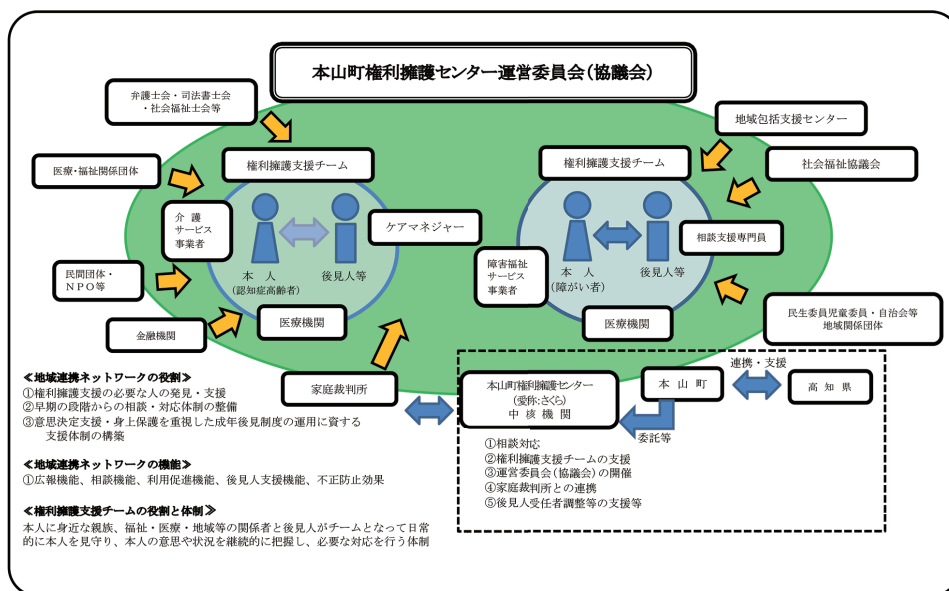 本山町権利擁護センター運営委員会(協議会)
弁護士会・司法書士会
・社会福祉士会等
地域包括支援センター
医療・福祉関係団体
権利擁護支援チーム
権利擁護支援チーム
社会福祉協議会
介 護
サービス
事業者
ケアマネジャー
相談支援専門員
本 人
(認知症高齢者)
後見人等
障害福祉
サービス
事業者
本 人
(障がい者)
後見人等
民間団体・
NPO等
医療機関
医療機関
民生委員児童委員・自治会等
地域関係団体
金融機関
家庭裁判所
本山町権利擁護センター
(愛称:さくら)
中 核 機 関
本 山 町
連携・支援
高 知 県
委託等
≪地域連携ネットワークの役割≫
①権利擁護支援の必要な人の発見・支援
②早期の段階からの相談・対応体制の整備
③意思決定支援・身上保護を重視した成年後見制度の運用に資する
支援体制の構築
≪地域連携ネットワークの機能≫
①広報機能、相談機能、利用促進機能、後見人支援機能、不正防止効果
≪権利擁護支援チームの役割と体制≫
本人に身近な親族、福祉・医療・地域等の関係者と後見人がチームとなって日常
的に本人を見守り、本人の意思や状況を継続的に把握し、必要な対応を行う体制
①相談対応
②権利擁護支援チームの支援
③運営委員会(協議会)の開催
④家庭裁判所との連携
⑤後見人受任者調整等の支援等